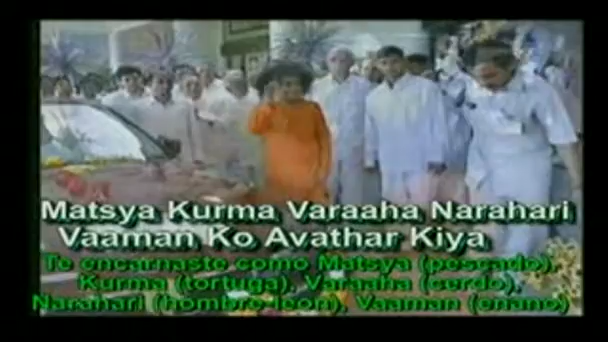 Matsya Kurma Varaaha Narahari
Vaaman Ko Avathar Kiya
Te encarnaste como Matsya (pescado),
Kurma (tortuga), Varaaha (cerdo),
Narahari (hombre-leon), Vaaman (enano)